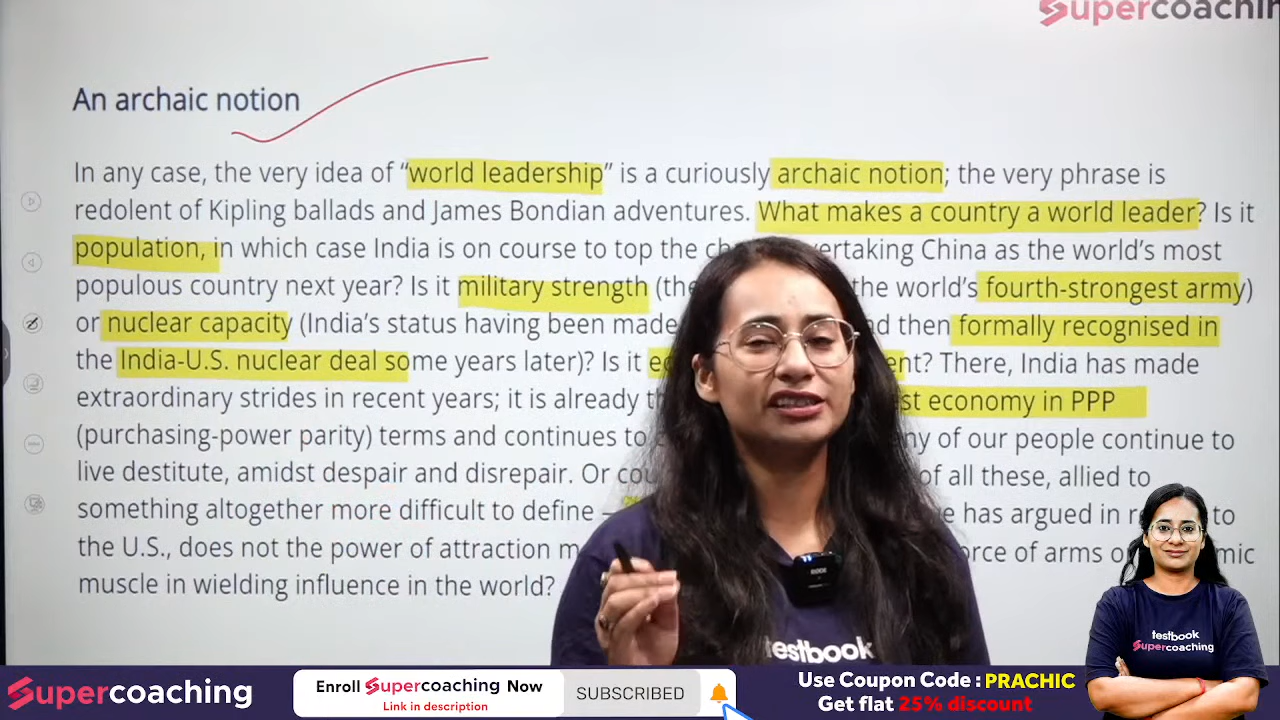 Supercoachin
An archaic notion
In any case, the very idea of “world leadership” is a curiously archaic notion; the very phrase is
redolent of Kipling ballads and James Bondian adventures. What makes a country a world leader? Is it
population, in which case India is on course to top the ch vertaking China as the world’s most
populous country next year? Is it military strength (the the world’s fourth-strongest army)
or nuclear capacity (India’s status having been made d then formally recognised in
the India-U.S. nuclear deal some years later)? Is it ent? There, India has made
extraordinary strides in recent years; it is already th st economy in PPP
(purchasing-power parity) terms and continues to ny of our people continue to
live destitute, amidst despair and disrepair. Or cou of all these, allied to
something altogether more difficult to define – e has argued in to
the U.S., does not the power of attraction orce of arms mic
muscle in wielding influence in the world?
testbook
testbook
Supercoaching
Supercoaching
Enroll Supercoaching Now
Link in description
SUBSCRIBED
Use Coupon Code : PRACHIC
Get flat 25% discount